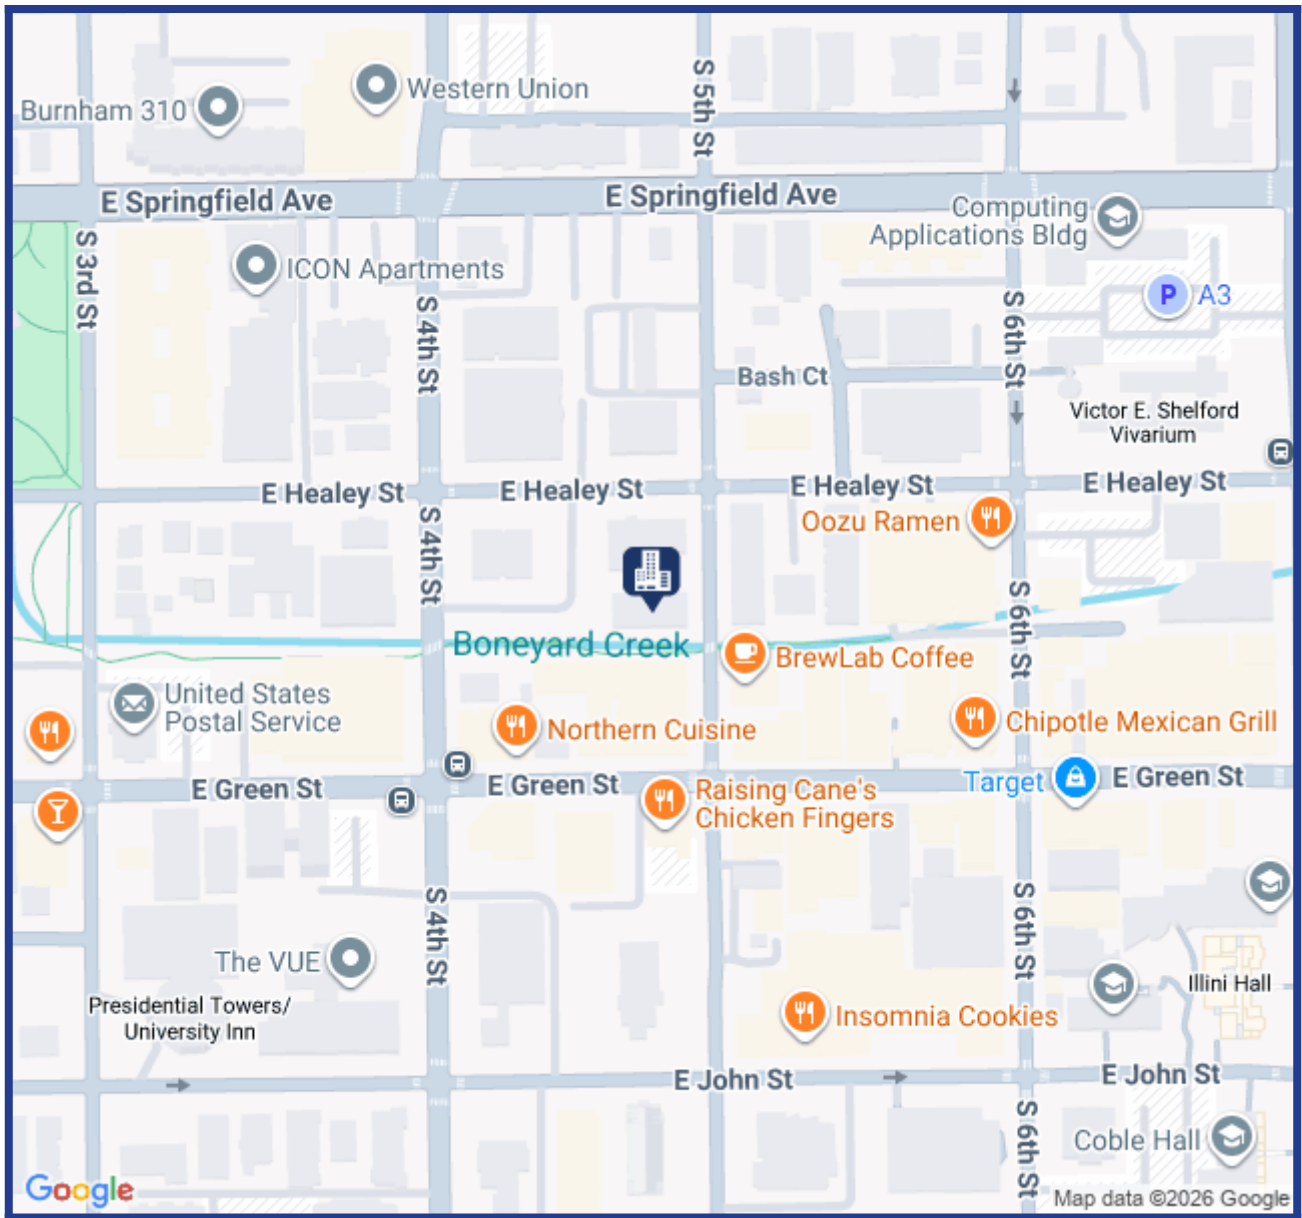 Western Union
Burnham 310
S 5th St
E Springfield Ave
E Springfield Ave
Computing
Applications Bldg
S 3rd St
ICON Apartments
P A3
S 4th St
S 6th St
Bash Ct
Victor E. Shelford
Vivarium
E Healey St
E Healey St
E Healey St
E Healey St
Oozu Ramen
S 4th St
S 6th St
Boneyard Creek
BrewLab Coffee
United States
Postal Service
Northern Cuisine
Chipotle Mexican Grill
E Green St
E Green St
Target
E Green St
Raising Cane's
Chicken Fingers
S 4th St
S 6th St
The VUE
Illini Hall
Presidential Towers/
University Inn
Insomnia Cookies
E John St
E John St
S 6th St
Coble Hall
Google
Map data ©2026 Google